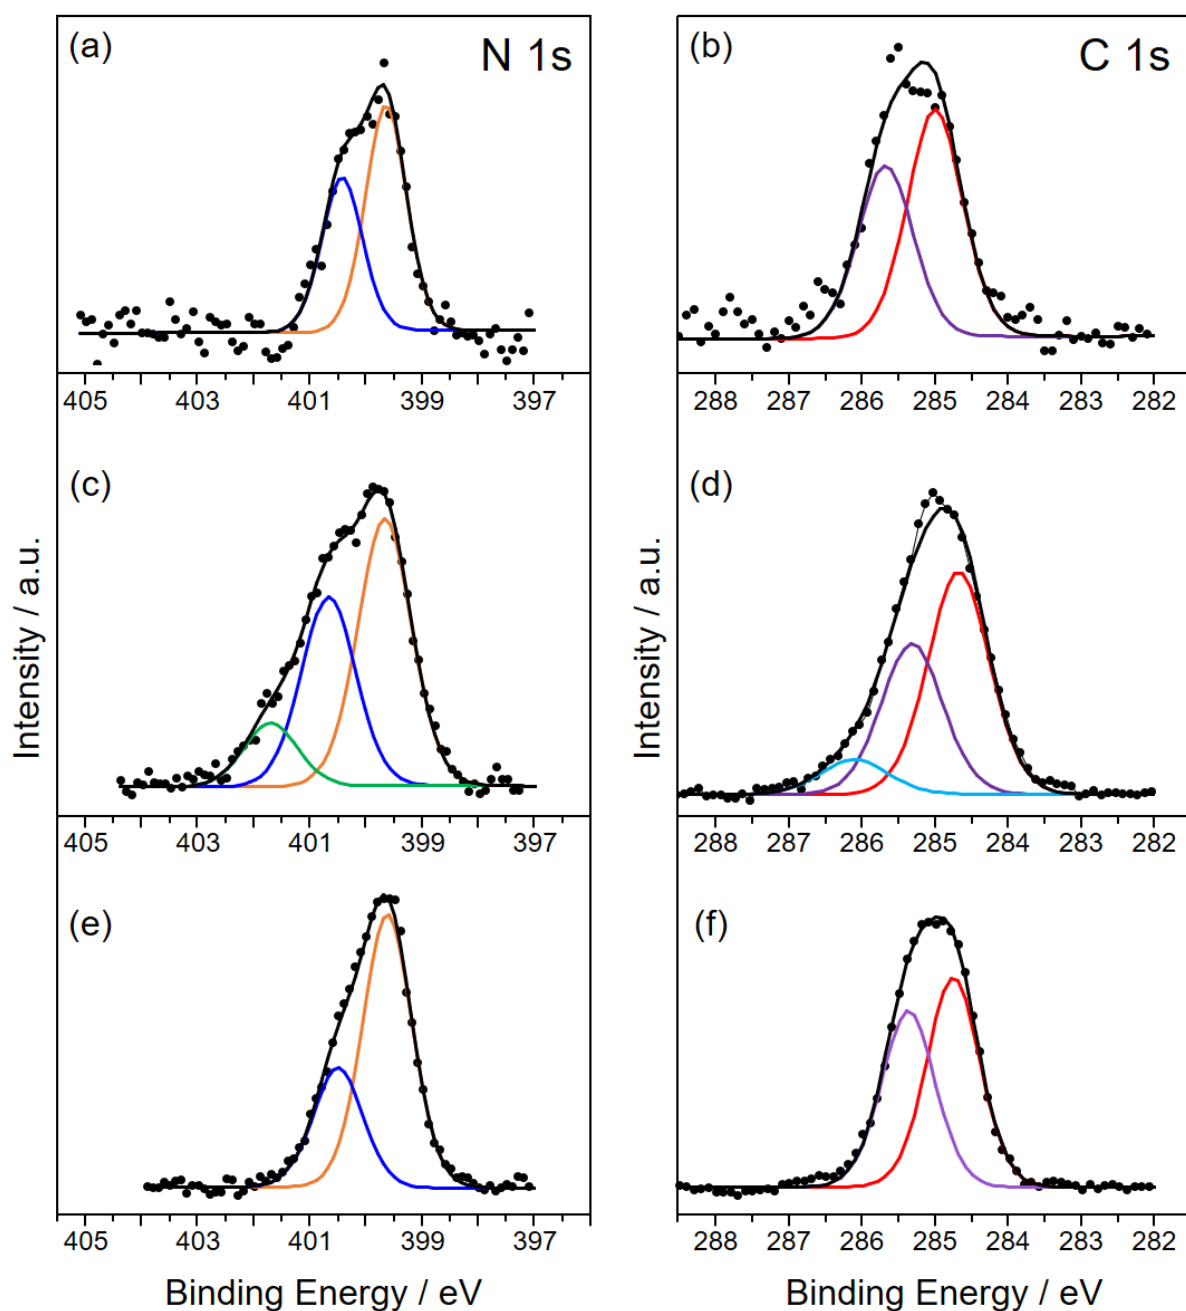 (a) N 1s
(b) C 1s
405 403 401 399 397
288 287 286 285 284 283 282
(c)
(d)
Intensity / a.u.
Intensity / a.u.
405 403 401 399 397
288 287 286 285 284 283 282
(e)
(f)
405 403 401 399 397
288 287 286 285 284 283 282
Binding Energy / eV
Binding Energy / eV